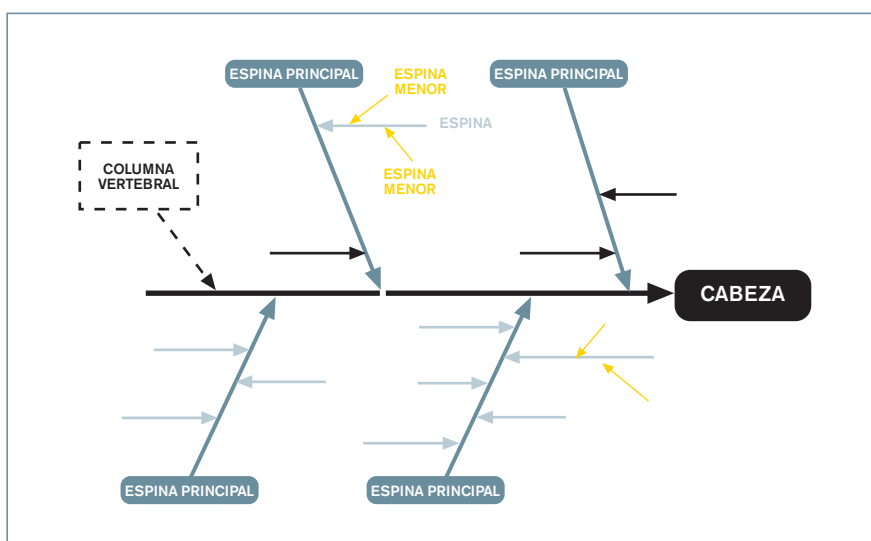 ESPINA PRINCIPAL
ESPINA
MENOR
ESPINA PRINCIPAL
ESPINA
COLUMNA
VERTEBRAL
ESPINA
MENOR
CABEZA
ESPINA PRINCIPAL
ESPINA PRINCIPAL